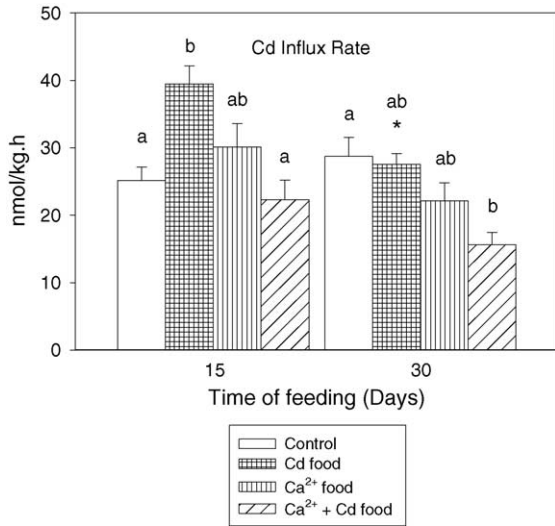 50
40
30
20
10
0
nmol/kg.h
Cd Influx Rate
a
b
ab
a
a
ab
*
ab
b
15
30
Time of feeding (Days)
Control
Cd food
Ca²⁺ food
Ca²⁺ + Cd food